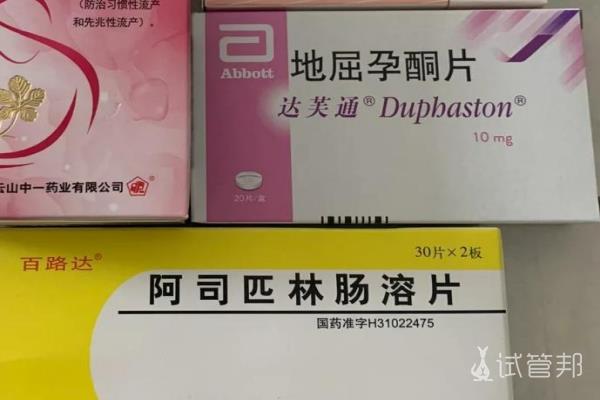 (防治习惯性流产
和先兆性流产)。
云山中一药业有限公司
Abbott
地屈孕酮片
达芙通® Duphaston®
10 mg
20片/盒
百路达®
30片×2板
阿司匹林肠溶片
国药准字H31022475
试管邦